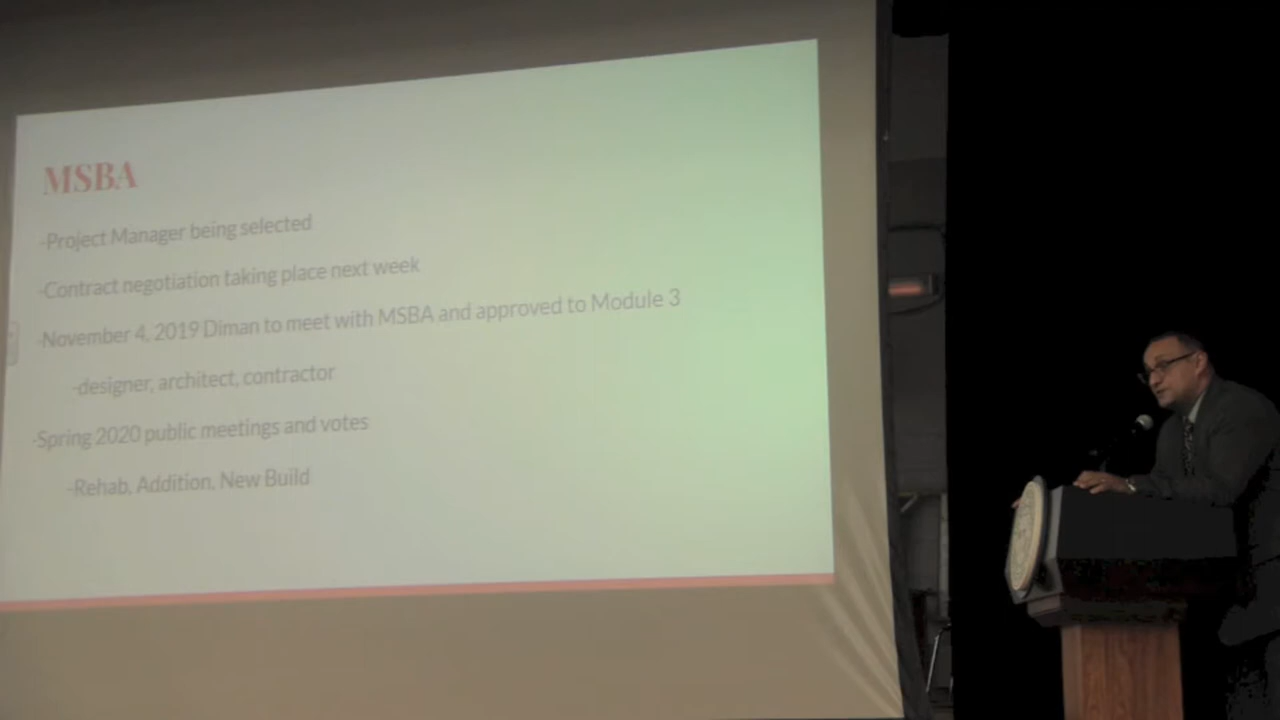 MSBA
-Project Manager being selected
-Contract negotiation taking place next week
-November 4, 2019 Diman to meet with MSBA and approved to Module 3
-designer, architect, contractor
-Spring 2020 public meetings and votes
-Rehab, Addition, New Build